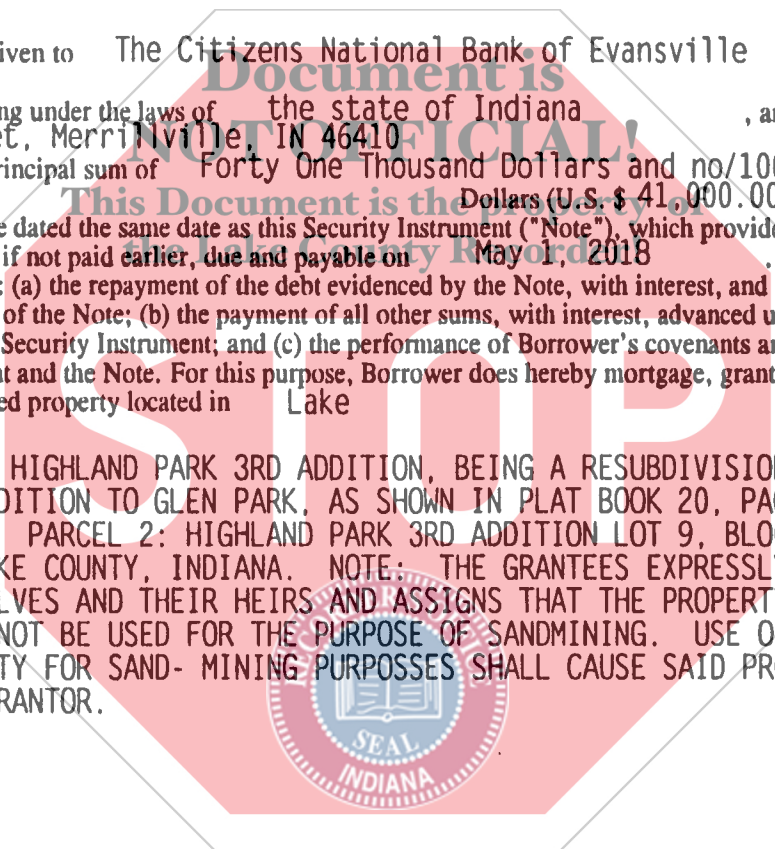 iven to The Citizens National Bank of Evansville
Document is
ng under the laws of the state of Indiana , a
et, Merrillville, IN 46410
NOT OFFICIAL!
rincipal sum of Forty One Thousand Dollars and no/100
This Document is the property of
Dollars (U.S. $ 41,000.00
e dated the same date as this Security Instrument ("Note"), which provide
the Lake County Recorder!
if not paid earlier, due and payable on May 1, 2018 .
: (a) the repayment of the debt evidenced by the Note, with interest, and
of the Note; (b) the payment of all other sums, with interest, advanced u
Security Instrument; and (c) the performance of Borrower's covenants a
t and the Note. For this purpose, Borrower does hereby mortgage, grant
ed property located in Lake
STOP
HIGHLAND PARK 3RD ADDITION, BEING A RESUBDIVISION
DITION TO GLEN PARK, AS SHOWN IN PLAT BOOK 20, PA
PARCEL 2: HIGHLAND PARK 3RD ADDITION LOT 9, BLO
KE COUNTY, INDIANA. NOTE: THE GRANTEES EXPRESSL
LVES AND THEIR HEIRS AND ASSIGNS THAT THE PROPERT
NOT BE USED FOR THE PURPOSE OF SANDMINING. USE O
TY FOR SAND- MINING PURPOSSES SHALL CAUSE SAID PR
RANTOR.
SEAL
INDIANA